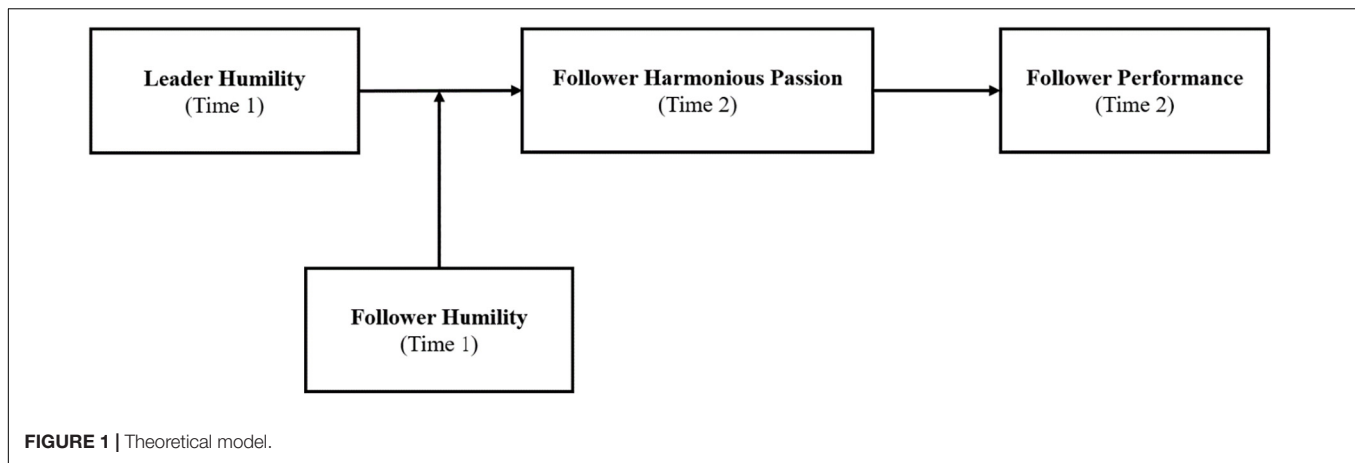 Leader Humility
(Time 1)
Follower Harmonious Passion
(Time 2)
Follower Performance
(Time 2)
Follower Humility
(Time 1)
FIGURE 1 | Theoretical model.